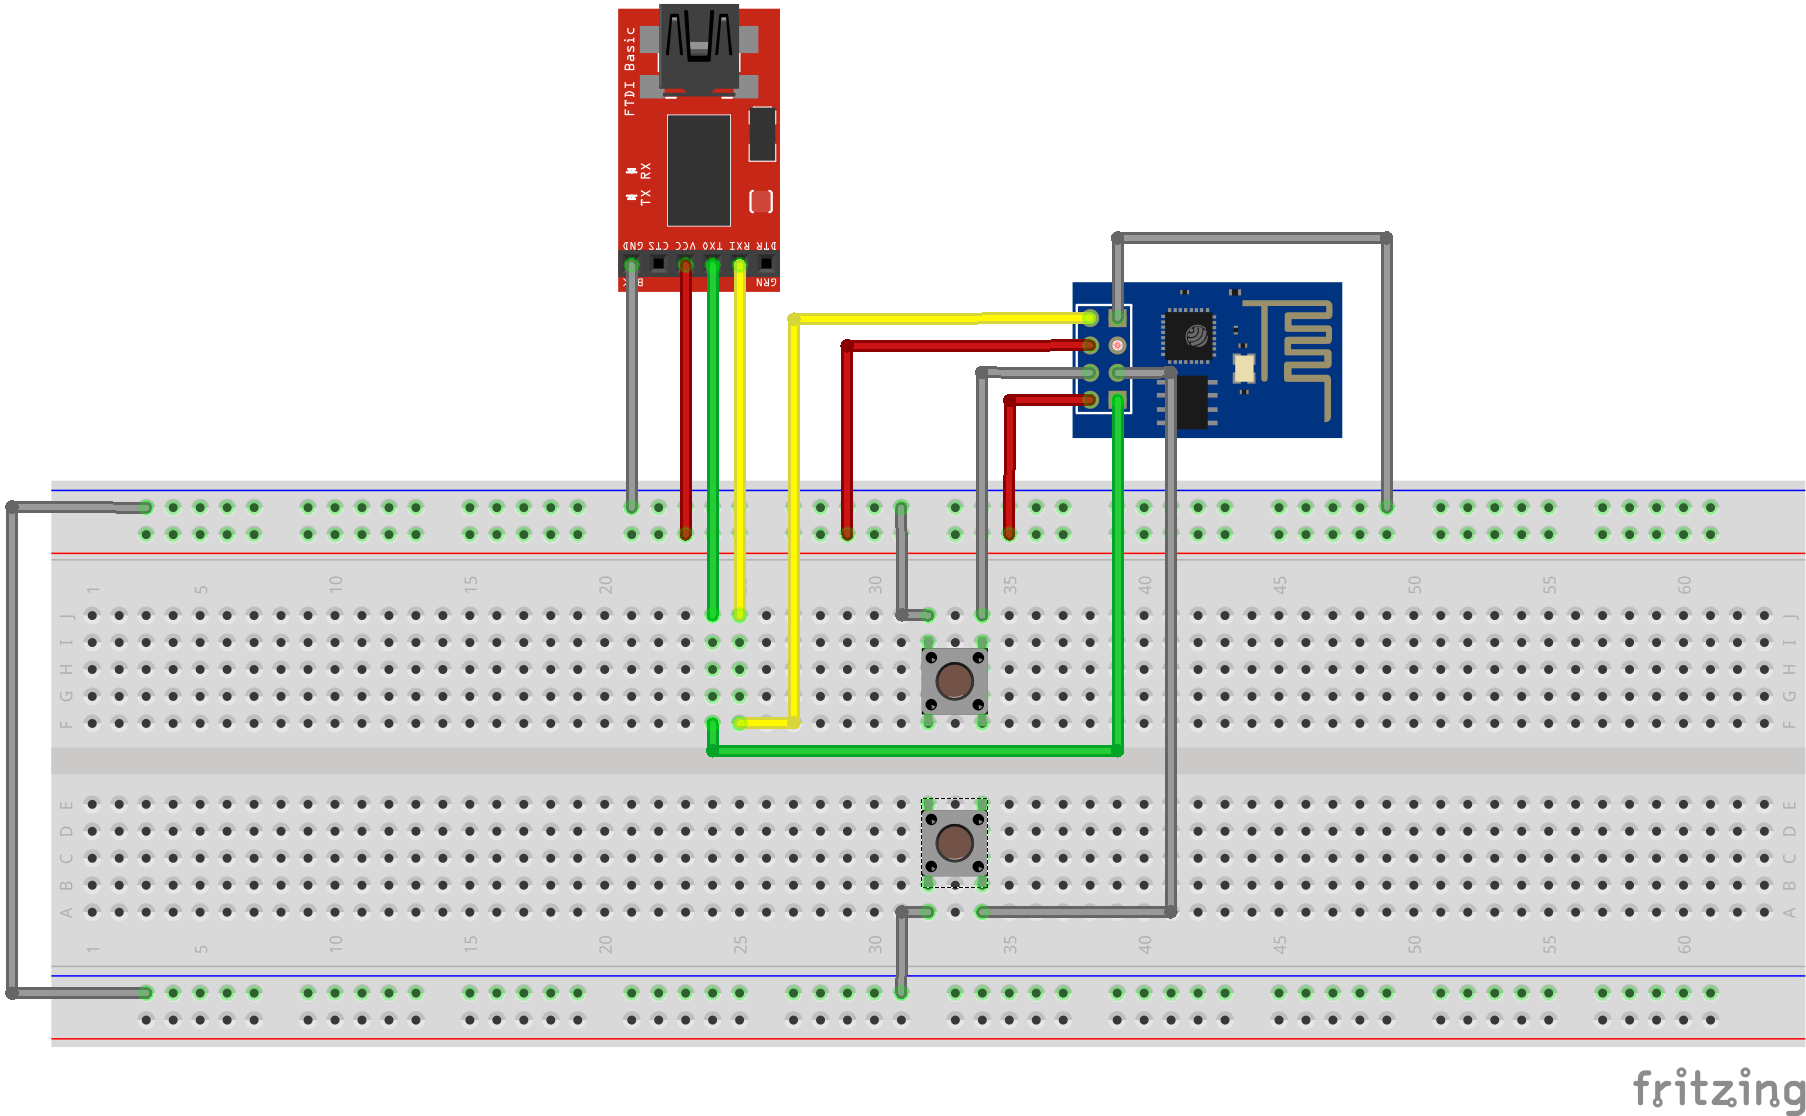 FTDI Basic
TX RX
GND CTS VCC TXO RXI DTR
GRN
1 5 10 15 20 30 35 40 45 50 55 60
J J
I I
H H
G G
F F
E E
D D
C C
B B
A A
1 5 10 15 20 25 30 35 40 45 50 55 60
fritzing